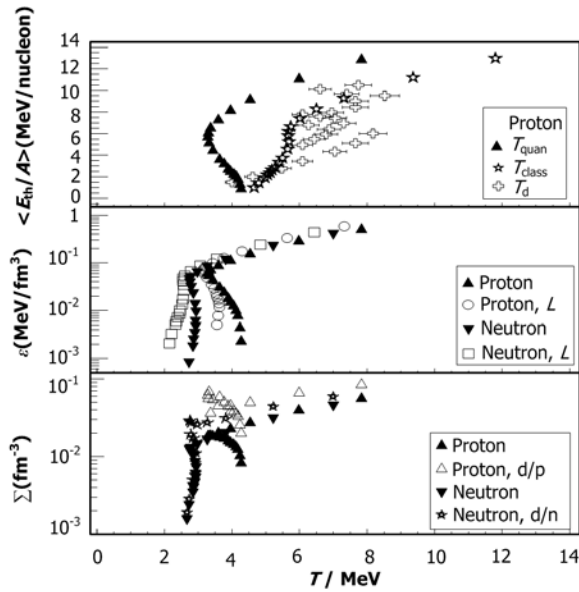 <E_th/A>(MeV/nucleon)
14
12
10
8
6
4
2
0
Proton
T_quan
T_class
T_d
ε(MeV/fm³)
1
10⁻¹
10⁻²
10⁻³
Proton
Proton, L
Neutron
Neutron, L
Σ(fm⁻³)
10⁻¹
10⁻²
10⁻³
Proton
Proton, d/p
Neutron
Neutron, d/n
0 2 4 6 8 10 12 14
T / MeV